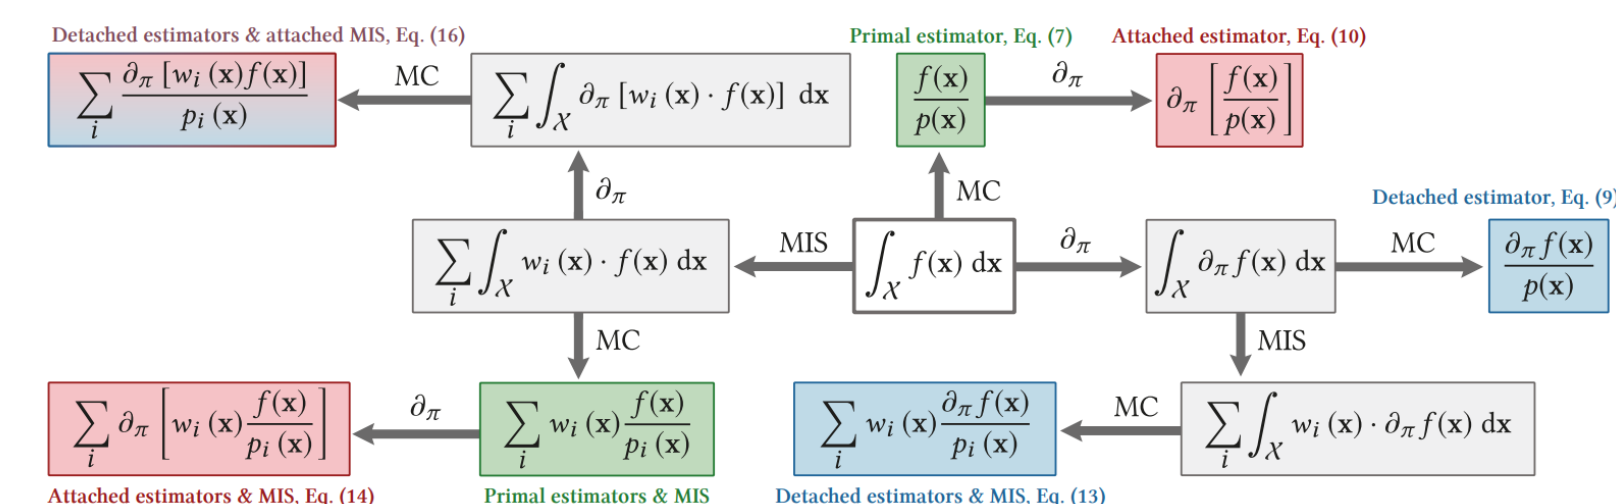 Detached estimators & attached MIS, Eq. (16)
Primal estimator, Eq. (7)
Attached estimator, Eq. (10)
∑_i ∂_π [w_i (x) f(x)] / p_i (x)
MC
∑_i ∫_X ∂_π [w_i (x) · f(x)] dx
f(x) / p(x)
∂_π
∂_π [f(x) / p(x)]
∂_π
MC
Detached estimator, Eq. (9)
∑_i ∫_X w_i (x) · f(x) dx
MIS
∫_X f(x) dx
∂_π
∫_X ∂_π f(x) dx
MC
∂_π f(x) / p(x)
MC
MIS
∑_i ∂_π [w_i (x) f(x) / p_i (x)]
∂_π
∑_i w_i (x) f(x) / p_i (x)
∑_i w_i (x) ∂_π f(x) / p_i (x)
MC
∑_i ∫_X w_i (x) · ∂_π f(x) dx
Attached estimators & MIS, Eq. (14)
Primal estimators & MIS
Detached estimators & MIS, Eq. (13)